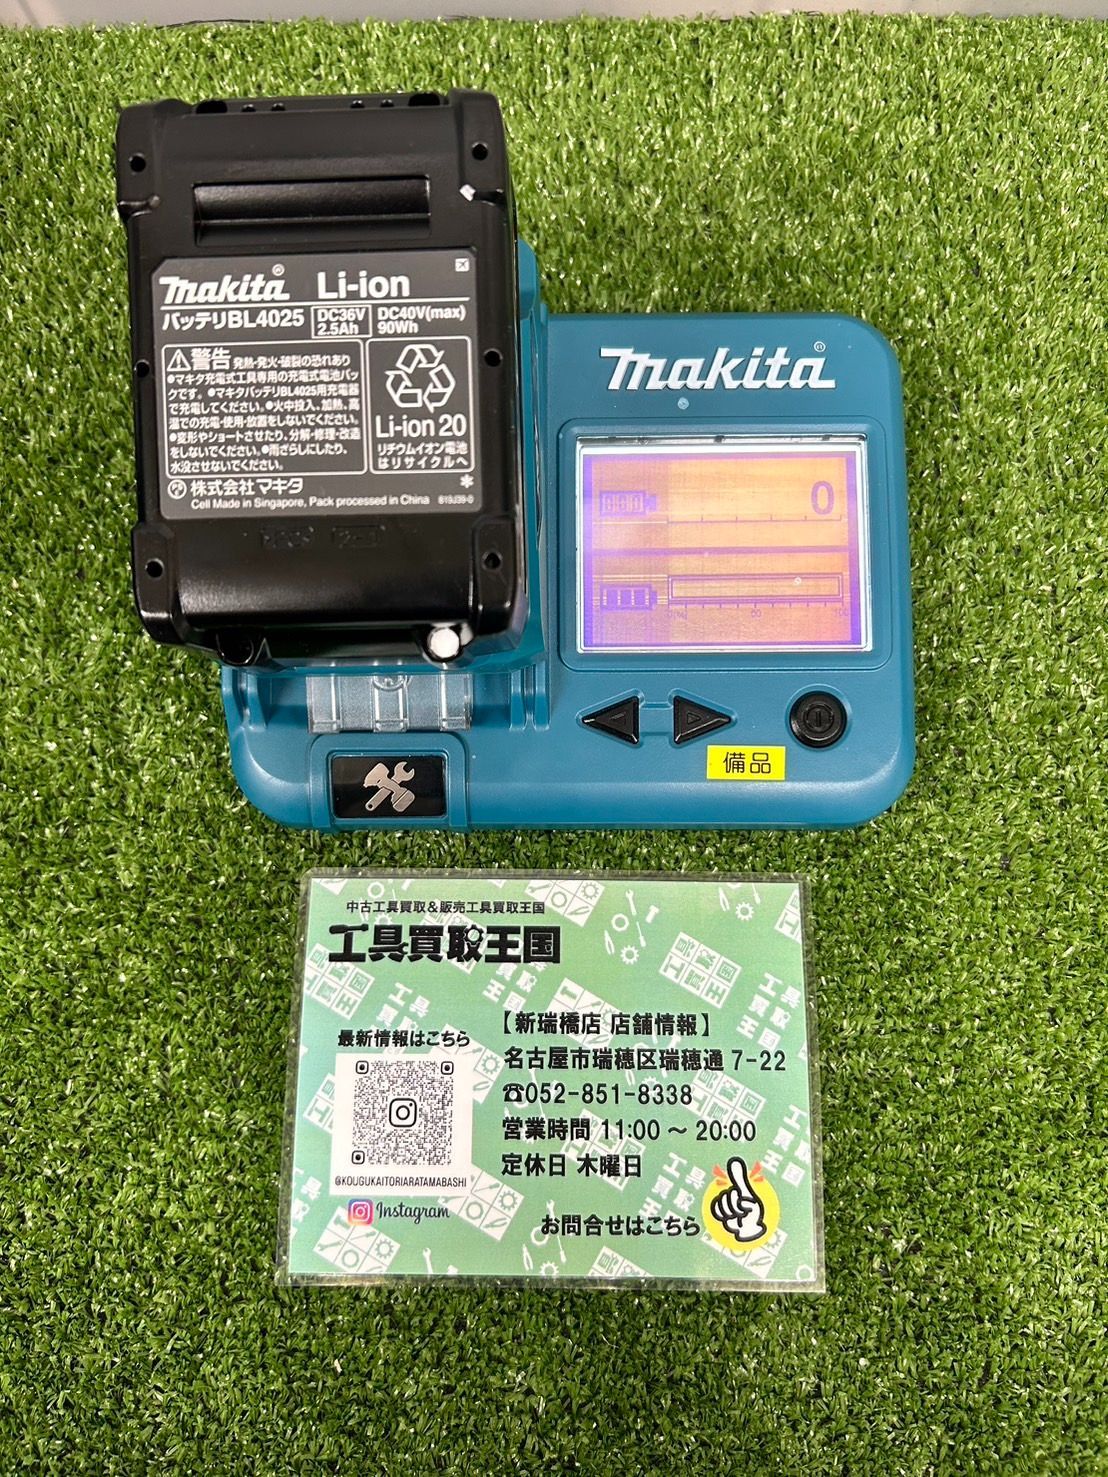 makita® Li-ion
バッテリBL4025 DC36V 2.5Ah DC40V(max) 90Wh
警告 発熱・発火・破裂の恐れあり
●マキタ充電式工具専用の充電式電池パッ
クです。●マキタバッテリBL4025用充電器
で充電してください。●火中投入、加熱、高
温での充電・使用・放置をしないでください。
●変形やショートさせたり、分解・修理・改造
をしないでください。●雨ざらしにしたり、
水没させないでください。
Li-ion 20
リチウムイオン電池
はリサイクルへ
株式会社マキタ
Cell Made in Singapore, Pack processed in China 819J39-0
makita®
0
備品
中古工具買取&販売工具買取王国
工具買取王国
最新情報はこちら
@KOUGUKAITORIARATAMABASHI
Instagram
【新瑞橋店 店舗情報】
名古屋市瑞穂区瑞穂通 7-22
☎052-851-8338
営業時間 11:00 ～ 20:00
定休日 木曜日
お問合せはこちら